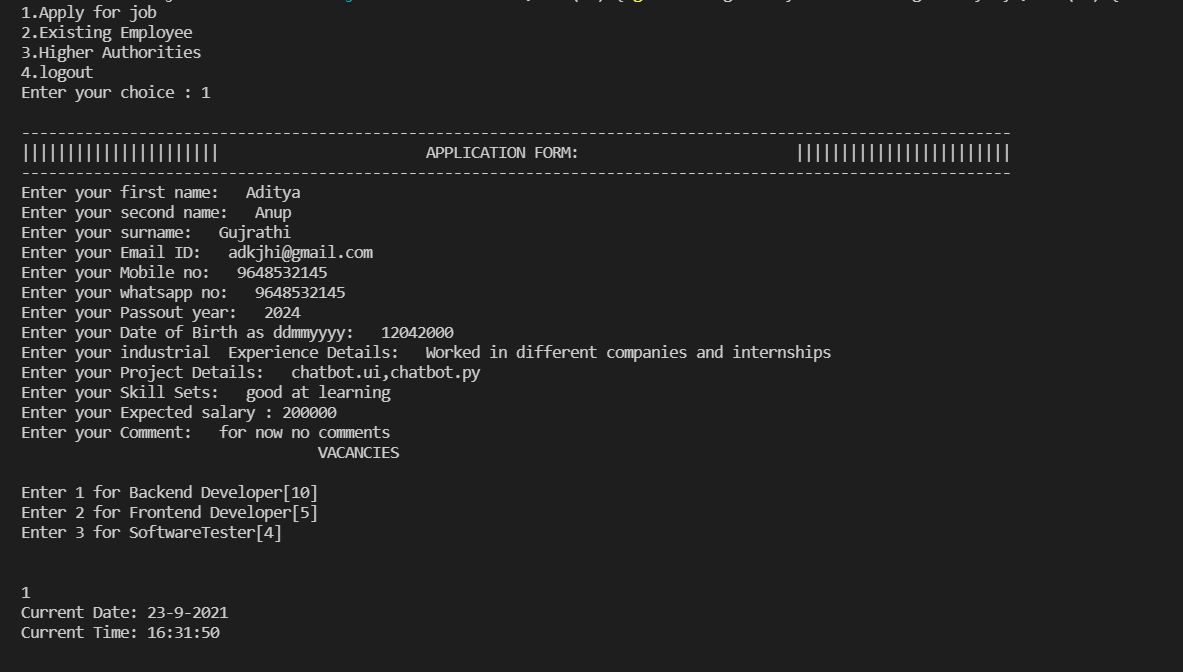 1.Apply for job
2.Existing Employee
3.Higher Authorities
4.logout
Enter your choice : 1
--------------------------------------------------------------------------------------------------------------
|||||||||||||||||||||| APPLICATION FORM: ||||||||||||||||||||||||
--------------------------------------------------------------------------------------------------------------
Enter your first name:   Aditya
Enter your second name:   Anup
Enter your surname:   Gujrathi
Enter your Email ID:   adkjhi@gmail.com
Enter your Mobile no:   9648532145
Enter your whatsapp no:   9648532145
Enter your Passout year:   2024
Enter your Date of Birth as ddmmyyyy:   12042000
Enter your industrial  Experience Details:   Worked in different companies and internships
Enter your Project Details:   chatbot.ui,chatbot.py
Enter your Skill Sets:   good at learning
Enter your Expected salary : 200000
Enter your Comment:   for now no comments
VACANCIES
Enter 1 for Backend Developer[10]
Enter 2 for Frontend Developer[5]
Enter 3 for SoftwareTester[4]
1
Current Date: 23-9-2021
Current Time: 16:31:50